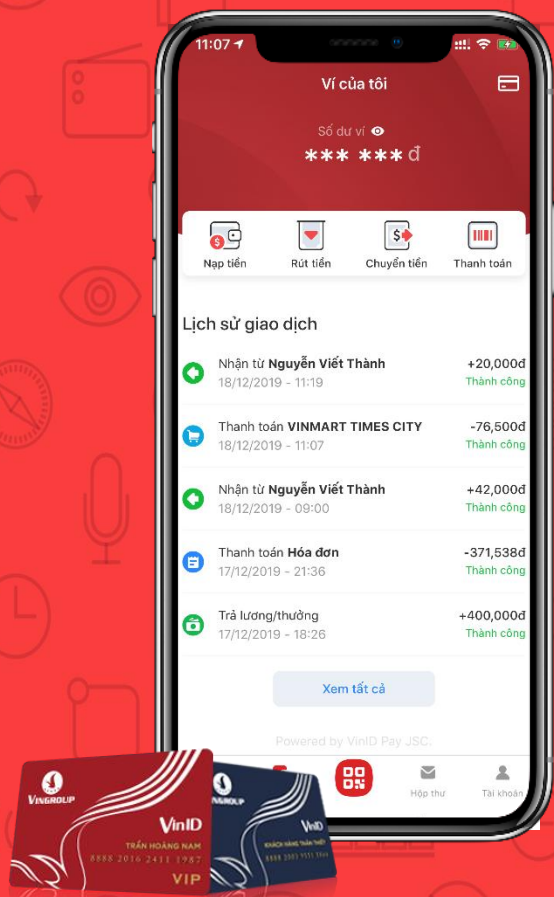 11:07
Ví của tôi
Số dư ví
*** *** đ
Nạp tiền
Rút tiền
Chuyển tiền
Thanh toán
Lịch sử giao dịch
Nhận từ Nguyễn Viết Thành
+20,000đ
18/12/2019 - 11:19
Thành công
Thanh toán VINMART TIMES CITY
-76,500đ
18/12/2019 - 11:07
Thành công
Nhận từ Nguyễn Viết Thành
+42,000đ
18/12/2019 - 09:00
Thành công
Thanh toán Hóa đơn
-371,538đ
17/12/2019 - 21:36
Thành công
Trả lương/thưởng
+400,000đ
17/12/2019 - 18:26
Thành công
Xem tất cả
Powered by VinID Pay JSC.
Hộp thư
Tài khoản
VINGROUP
VinID
TRẦN HOÀNG NAM
8888 2016 2411 1987
VIP
VINGROUP
VinID
KHÁCH HÀNG THÂN THIẾT